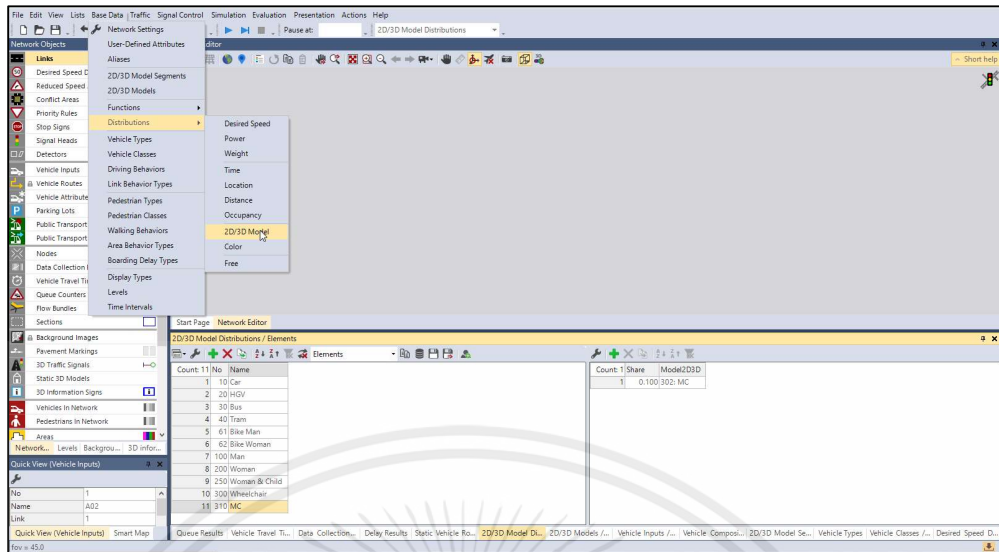 File Edit View Lists Base Data Traffic Signal Control Simulation Evaluation Presentation Actions Help
Pause at: 2D/3D Model Distributions
Network Objects
Short help
Links
Desired Speed D
Reduced Speed
Conflict Areas
Priority Rules
Stop Signs
Signal Heads
Detectors
Vehicle Inputs
Vehicle Routes
Vehicle Attribute
Parking Lots
Public Transport
Public Transport
Nodes
Data Collection
Vehicle Travel Ti
Queue Counters
Flow Bundles
Sections
Background Images
Pavement Markings
3D Traffic Signals
Static 3D Models
3D Information Signs
Vehicles In Network
Pedestrians In Network
Areas
Network... Levels Backgrou... 3D infor...
Network Settings
User-Defined Attributes
Aliases
2D/3D Model Segments
2D/3D Models
Functions
Distributions
Vehicle Types
Vehicle Classes
Driving Behaviors
Link Behavior Types
Pedestrian Types
Pedestrian Classes
Walking Behaviors
Area Behavior Types
Boarding Delay Types
Display Types
Levels
Time Intervals
Desired Speed
Power
Weight
Time
Location
Distance
Occupancy
2D/3D Model
Color
Free
Start Page Network Editor
2D/3D Model Distributions / Elements
Elements
Count: 11 No Name
1 10 Car
2 20 HGV
3 30 Bus
4 40 Tram
5 61 Bike Man
6 62 Bike Woman
7 100 Man
8 200 Woman
9 250 Woman & Child
10 300 Wheelchair
11 310 MC
Count: 1 Share Model2D3D
1 0.100 302: MC
Quick View (Vehicle Inputs)
No 1
Name A02
Link 1
Quick View (Vehicle Inputs) Smart Map
Queue Results Vehicle Travel Ti... Data Collection... Delay Results Static Vehicle Ro... 2D/3D Model Di... 2D/3D Models /... Vehicle Inputs /... Vehicle Composi... 2D/3D Model Se... Vehicle Types Vehicle Classes /... Desired Speed D...
fov = 45.0